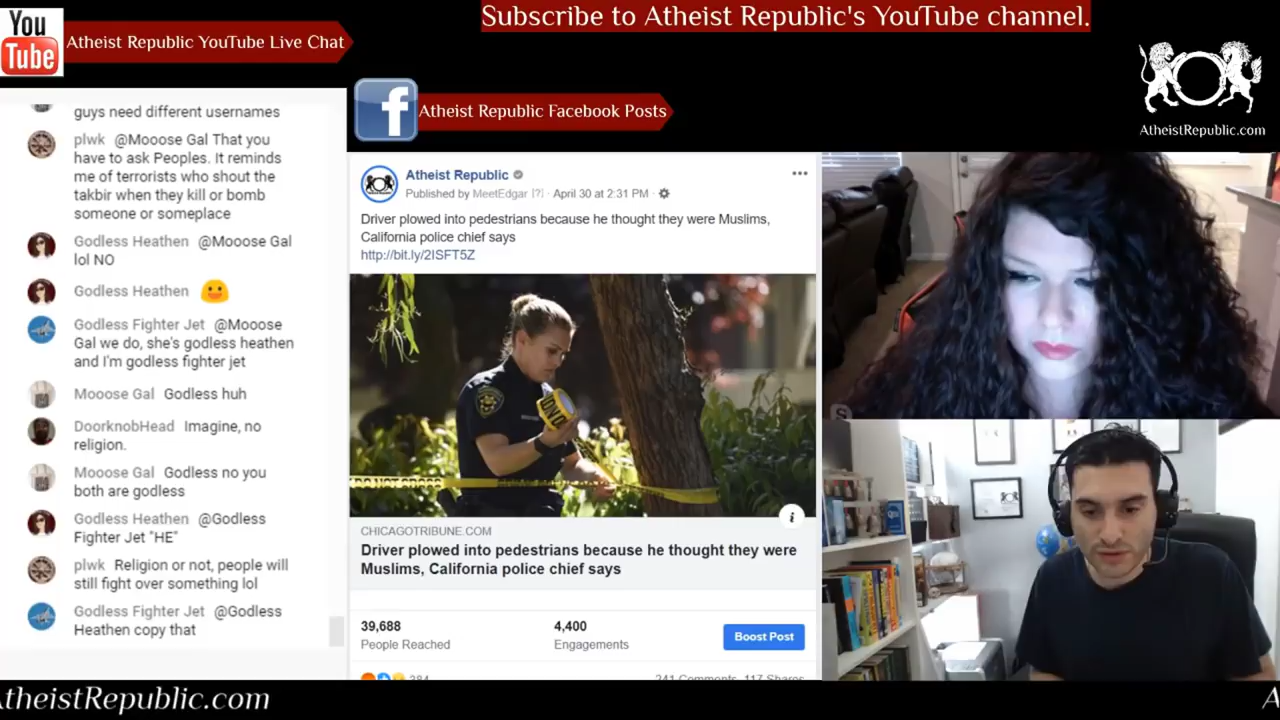 Subscribe to Atheist Republic's YouTube channel.
You
Tube
Atheist Republic YouTube Live Chat
AtheistRepublic.com
f
Atheist Republic Facebook Posts
guys need different usernames
plwk @Mooose Gal That you
have to ask Peoples. It reminds
me of terrorists who shout the
takbir when they kill or bomb
someone or someplace
Godless Heathen @Mooose Gal
lol NO
Godless Heathen
Godless Fighter Jet @Mooose
Gal we do, she's godless heathen
and I'm godless fighter jet
Mooose Gal Godless huh
DoorknobHead Imagine, no
religion.
Mooose Gal Godless no you
both are godless
Godless Heathen @Godless
Fighter Jet "HE"
plwk Religion or not, people will
still fight over something lol
Godless Fighter Jet @Godless
Heathen copy that
Atheist Republic
Published by MeetEdgar [?] · April 30 at 2:31 PM ·
Driver plowed into pedestrians because he thought they were Muslims,
California police chief says
http://bit.ly/2ISFT5Z
CHICAGOTRIBUNE.COM
Driver plowed into pedestrians because he thought they were
Muslims, California police chief says
39,688
People Reached
4,400
Engagements
Boost Post
384
241 Comments 117 Shares
AtheistRepublic.com